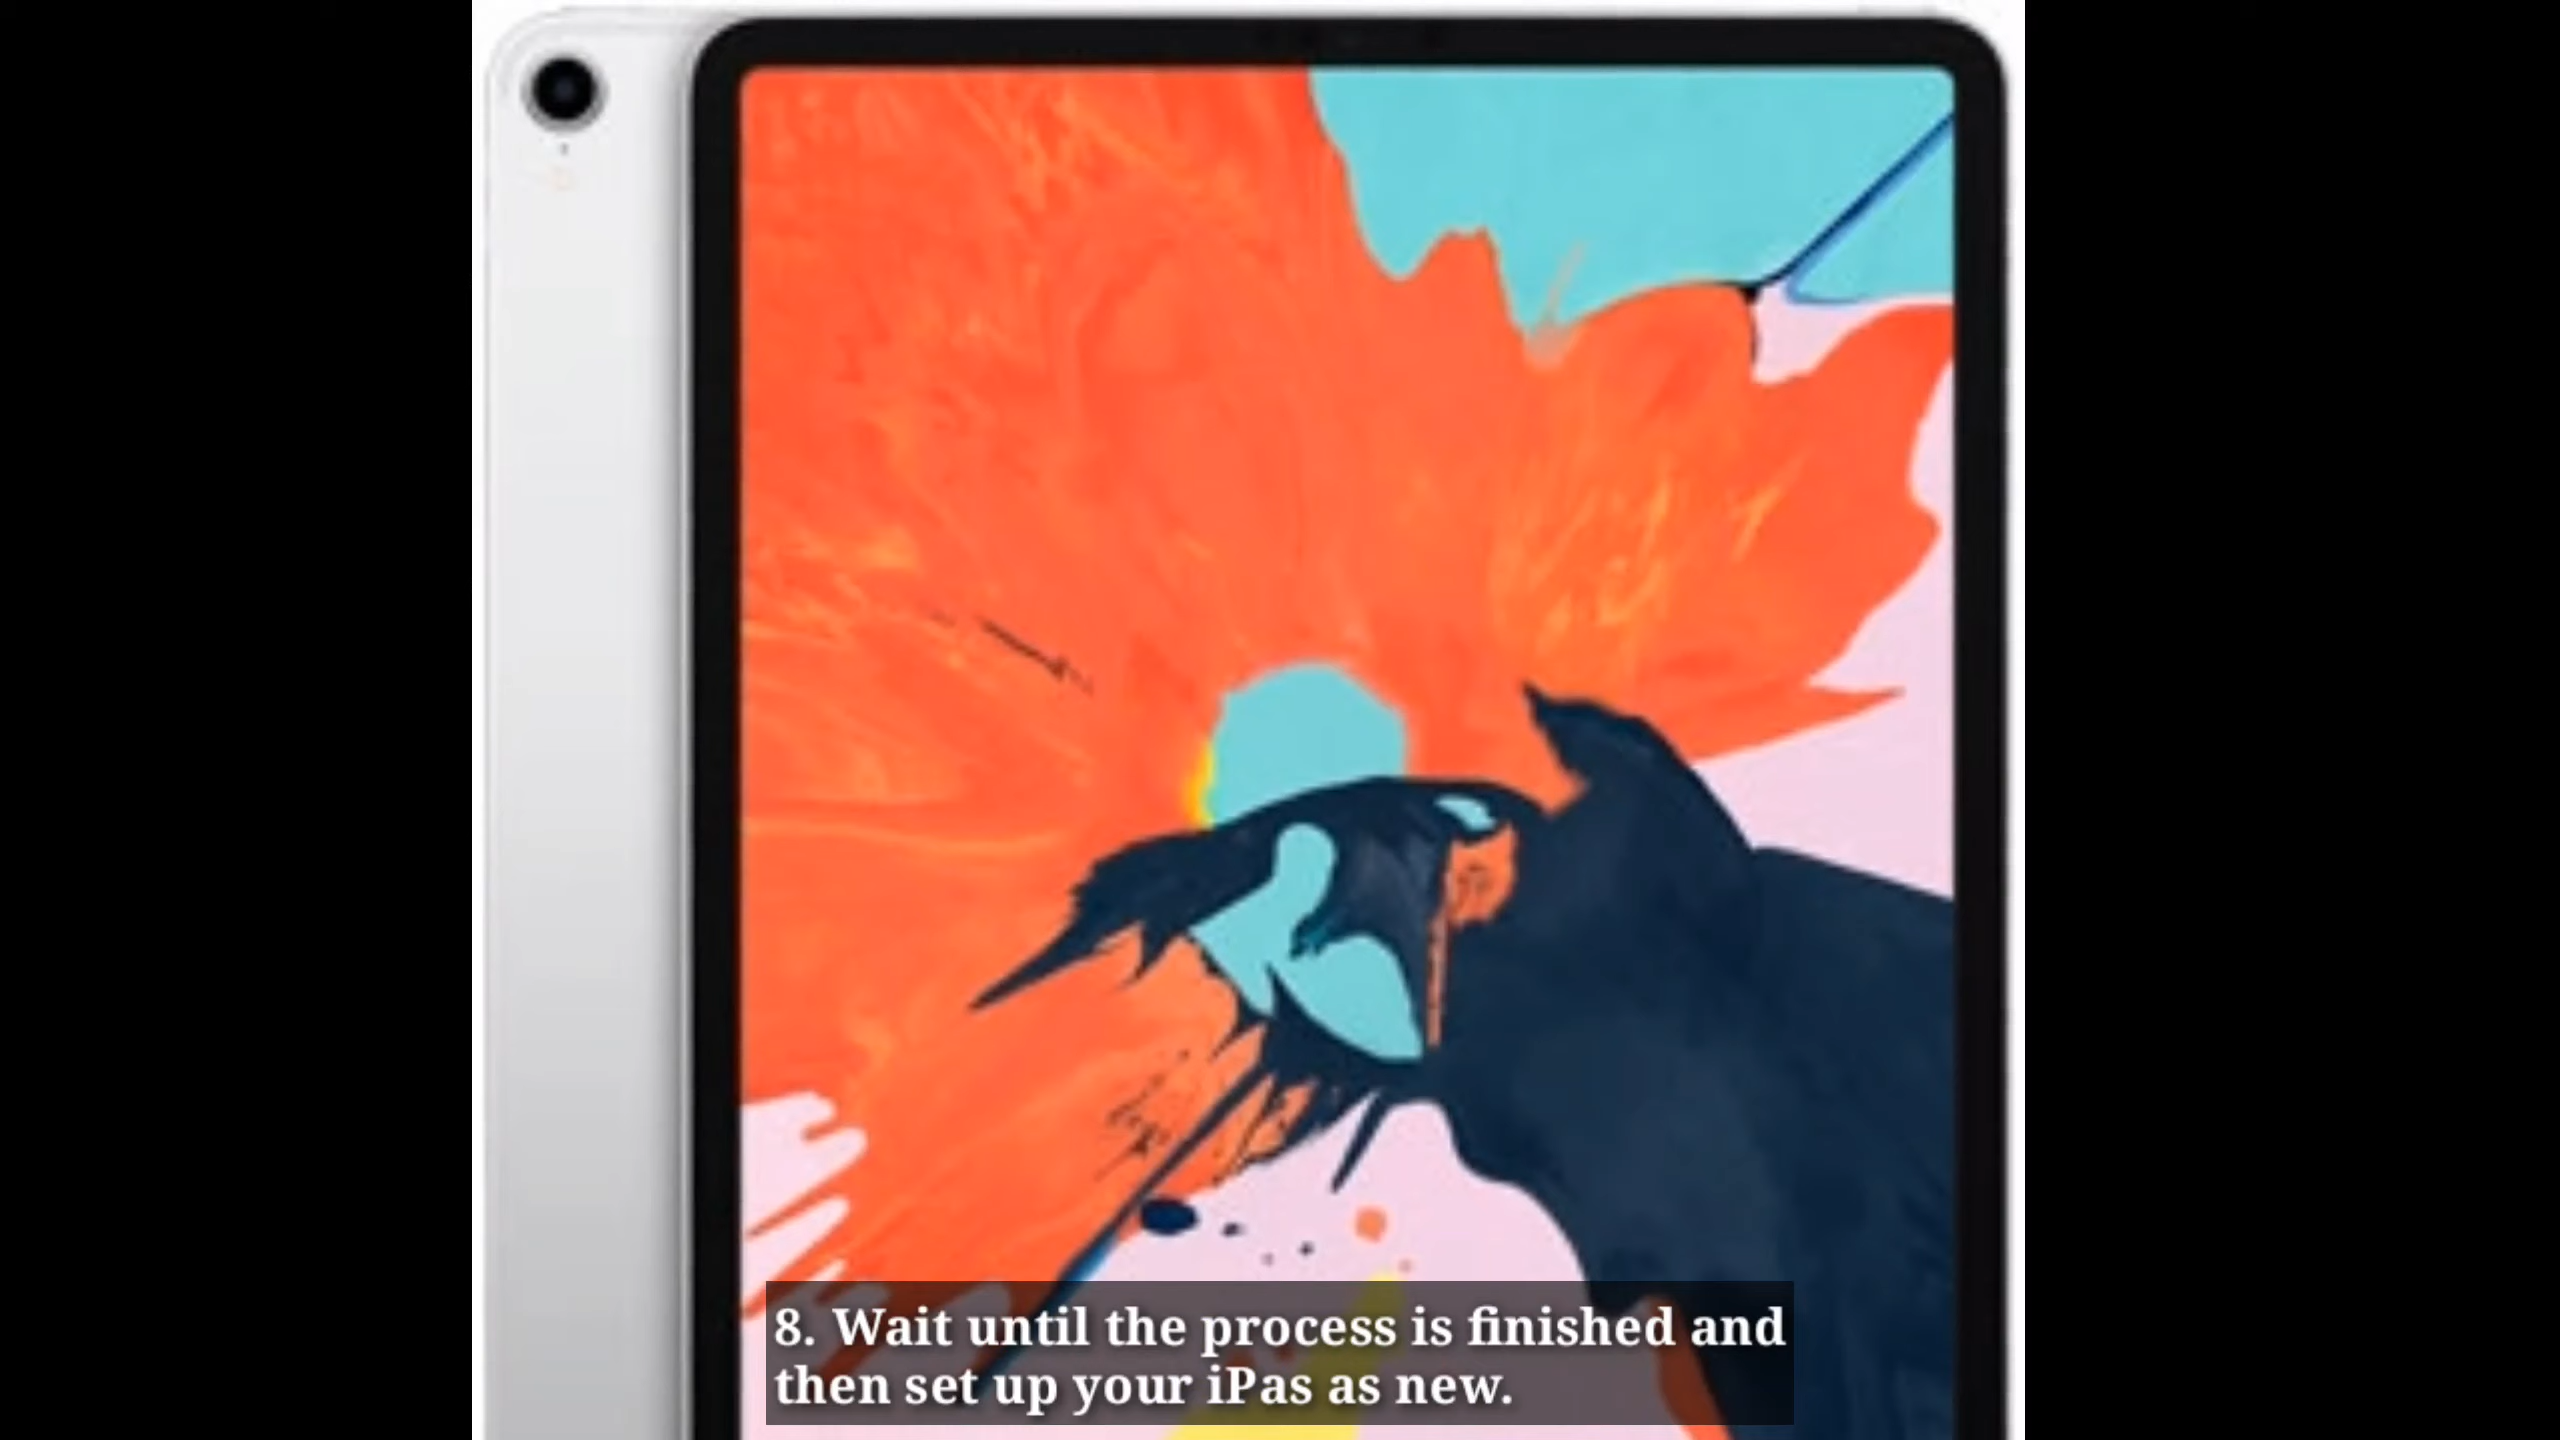 8. Wait until the process is finished and
then set up your iPas as new.